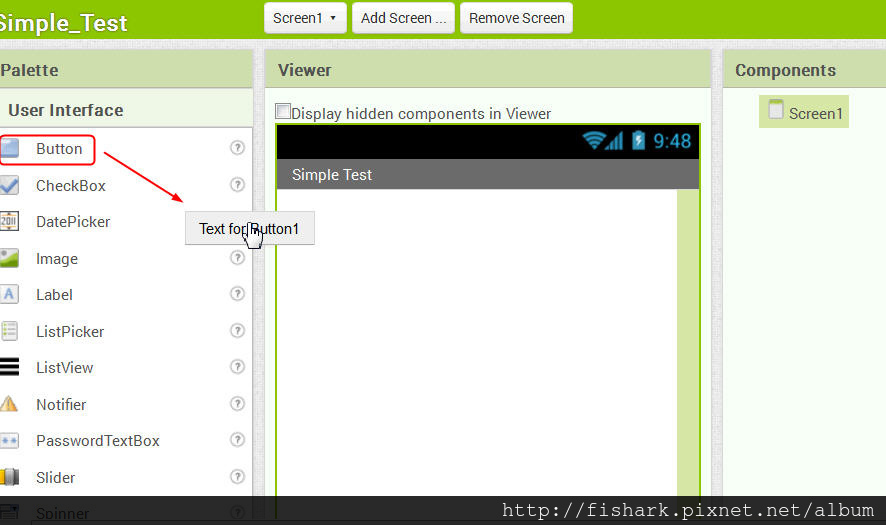 Simple_Test
Screen1 Add Screen ... Remove Screen
Palette
Viewer
Components
User Interface
Display hidden components in Viewer
Screen1
9:48
Simple Test
Button
CheckBox
DatePicker
Text for Button1
Image
Label
ListPicker
ListView
Notifier
PasswordTextBox
Slider
Spinner
http://fishark.pixnet.net/album